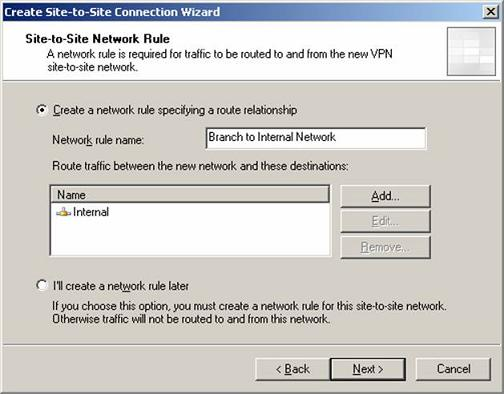 Create Site-to-Site Connection Wizard
Site-to-Site Network Rule
A network rule is required for traffic to be routed to and from the new VPN
site-to-site network.
Create a network rule specifying a route relationship
Network rule name:
Branch to Internal Network
Route traffic between the new network and these destinations:
Name
Internal
Add...
Edit...
Remove...
I'll create a network rule later
If you choose this option, you must create a network rule for this site-to-site network.
Otherwise traffic will not be routed to and from this network.
< Back
Next >
Cancel